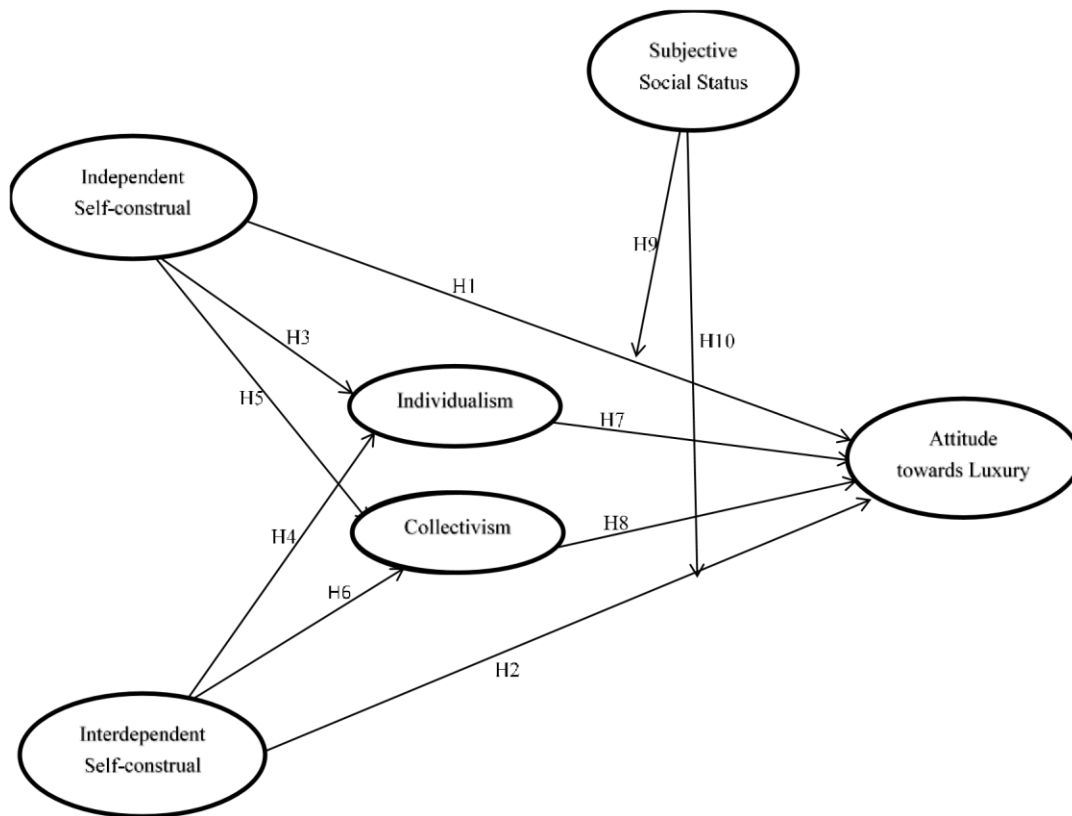 Subjective
Social Status
Independent
Self-construal
H9
H1
H10
H3
H5
Individualism
H7
Attitude
towards Luxury
Collectivism
H8
H4
H6
H2
Interdependent
Self-construal